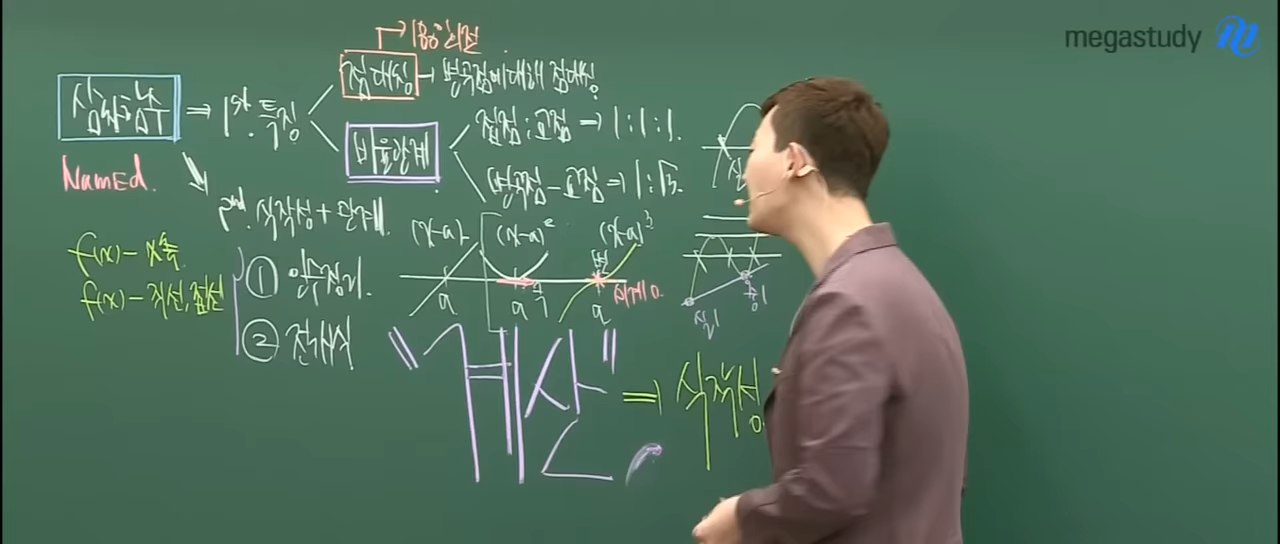 megastudy
삼차함수 ⇒ 1st. 특징
점대칭 → 변곡점에 대해 점대칭
→ 180° 회전
비율관계
접점 : 교점 ⇒ 1 : 1 : 1.
변곡점 - 교점 ⇒ 1 : √3.
NamEd.
2nd. 식작성 + 관계.
f(x) - x축
f(x) - 직선, 곡선
① 인수정리.
② 전개식
(x-a)
(x-a)²
(x-a)³
a
a
a
변
"계산" ⇒ 식작성